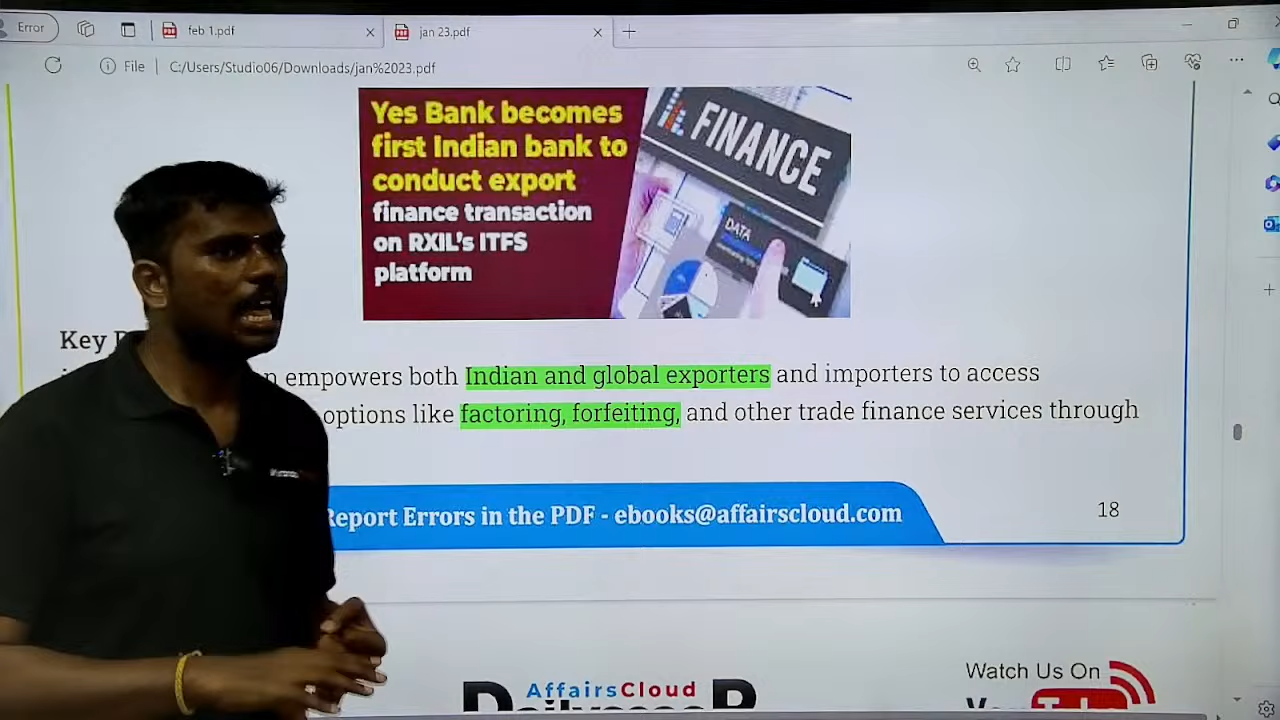 Error
feb 1.pdf
jan 23.pdf
File
C:/Users/Studio06/Downloads/jan%2023.pdf
Yes Bank becomes
first Indian bank to
conduct export
finance transaction
on RXIL's ITFS
platform
FINANCE
DATA
Key
empowers both Indian and global exporters and importers to access
options like factoring, forfeiting, and other trade finance services through
Report Errors in the PDF - ebooks@affairscloud.com
18
AffairsCloud
Watch Us On